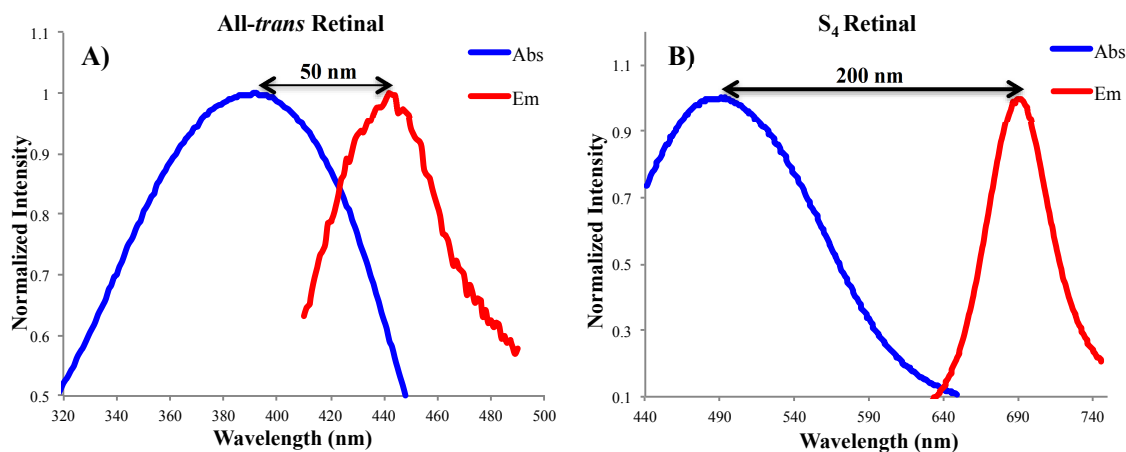 All-trans Retinal
A)
Abs
Em
50 nm
1.1
1
0.9
0.8
0.7
0.6
0.5
Normalized Intensity
320 340 360 380 400 420 440 460 480 500
Wavelength (nm)
S4 Retinal
B)
Abs
Em
200 nm
1.1
0.9
0.7
0.5
0.3
0.1
Normalized Intensity
440 490 540 590 640 690 740
Wavelength (nm)